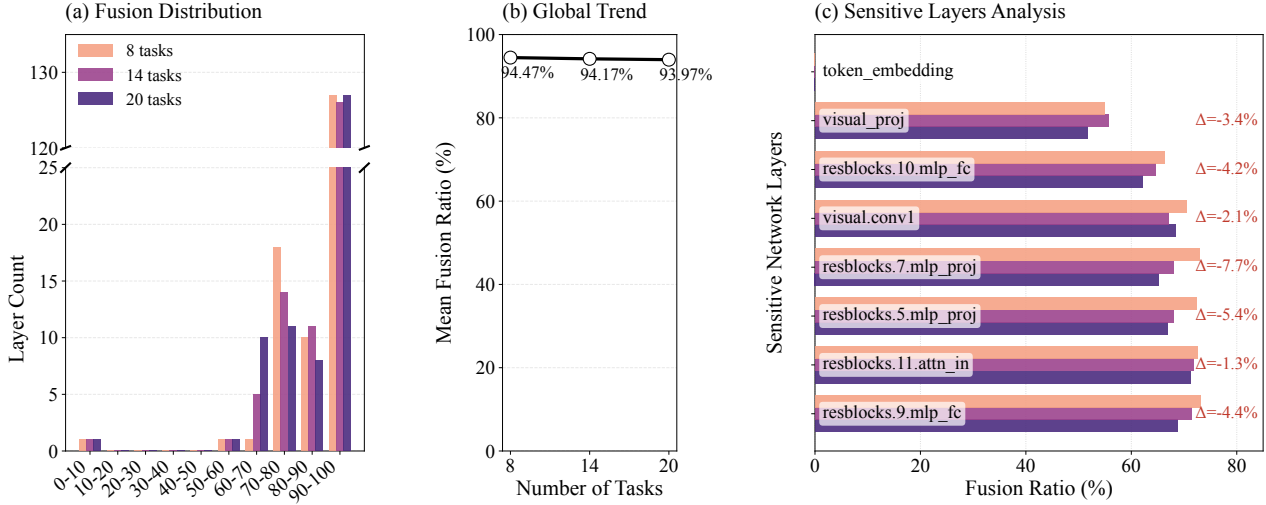 (a) Fusion Distribution
8 tasks
14 tasks
20 tasks
Layer Count
130
120
25
20
15
10
5
0
0-10
10-20
20-30
30-40
40-50
50-60
60-70
70-80
80-90
90-100
(b) Global Trend
Mean Fusion Ratio (%)
100
80
60
40
20
0
94.47%
94.17%
93.97%
8
14
20
Number of Tasks
(c) Sensitive Layers Analysis
Sensitive Network Layers
token_embedding
visual_proj
Δ=-3.4%
resblocks.10.mlp_fc
Δ=-4.2%
visual.conv1
Δ=-2.1%
resblocks.7.mlp_proj
Δ=-7.7%
resblocks.5.mlp_proj
Δ=-5.4%
resblocks.11.attn_in
Δ=-1.3%
resblocks.9.mlp_fc
Δ=-4.4%
0
20
40
60
80
Fusion Ratio (%)